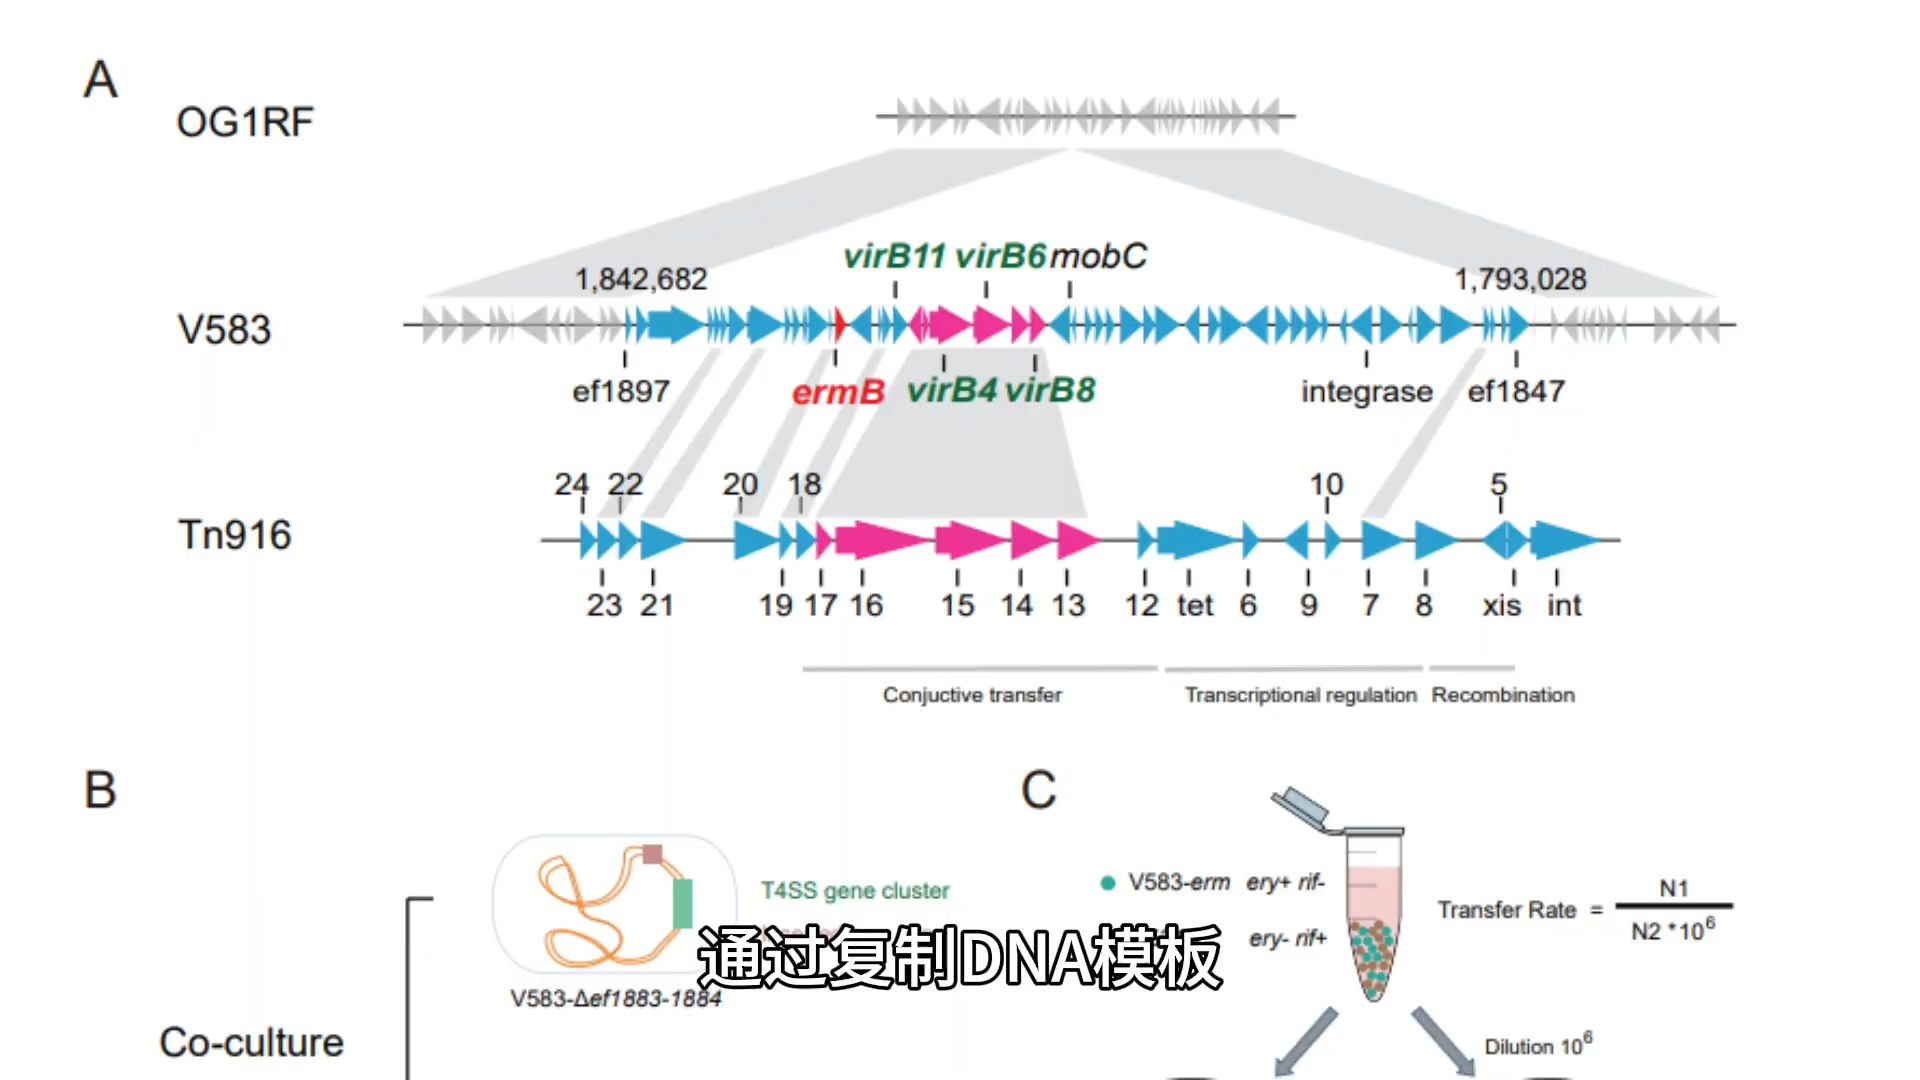 A
OG1RF
virB11 virB6 mobC
1,842,682
1,793,028
V583
ef1897
ermB
virB4 virB8
integrase
ef1847
24 22 20 18 10 5
Tn916
23 21 19 17 16 15 14 13 12 tet 6 9 7 8 xis int
Conjuctive transfer
Transcriptional regulation
Recombination
B
T4SS gene cluster
V583-Δef1883-1884
Co-culture
C
V583-erm ery+ rif-
ery- rif+
Transfer Rate =
N1
N2 *10⁶
Dilution 10⁶
通过复制DNA模板